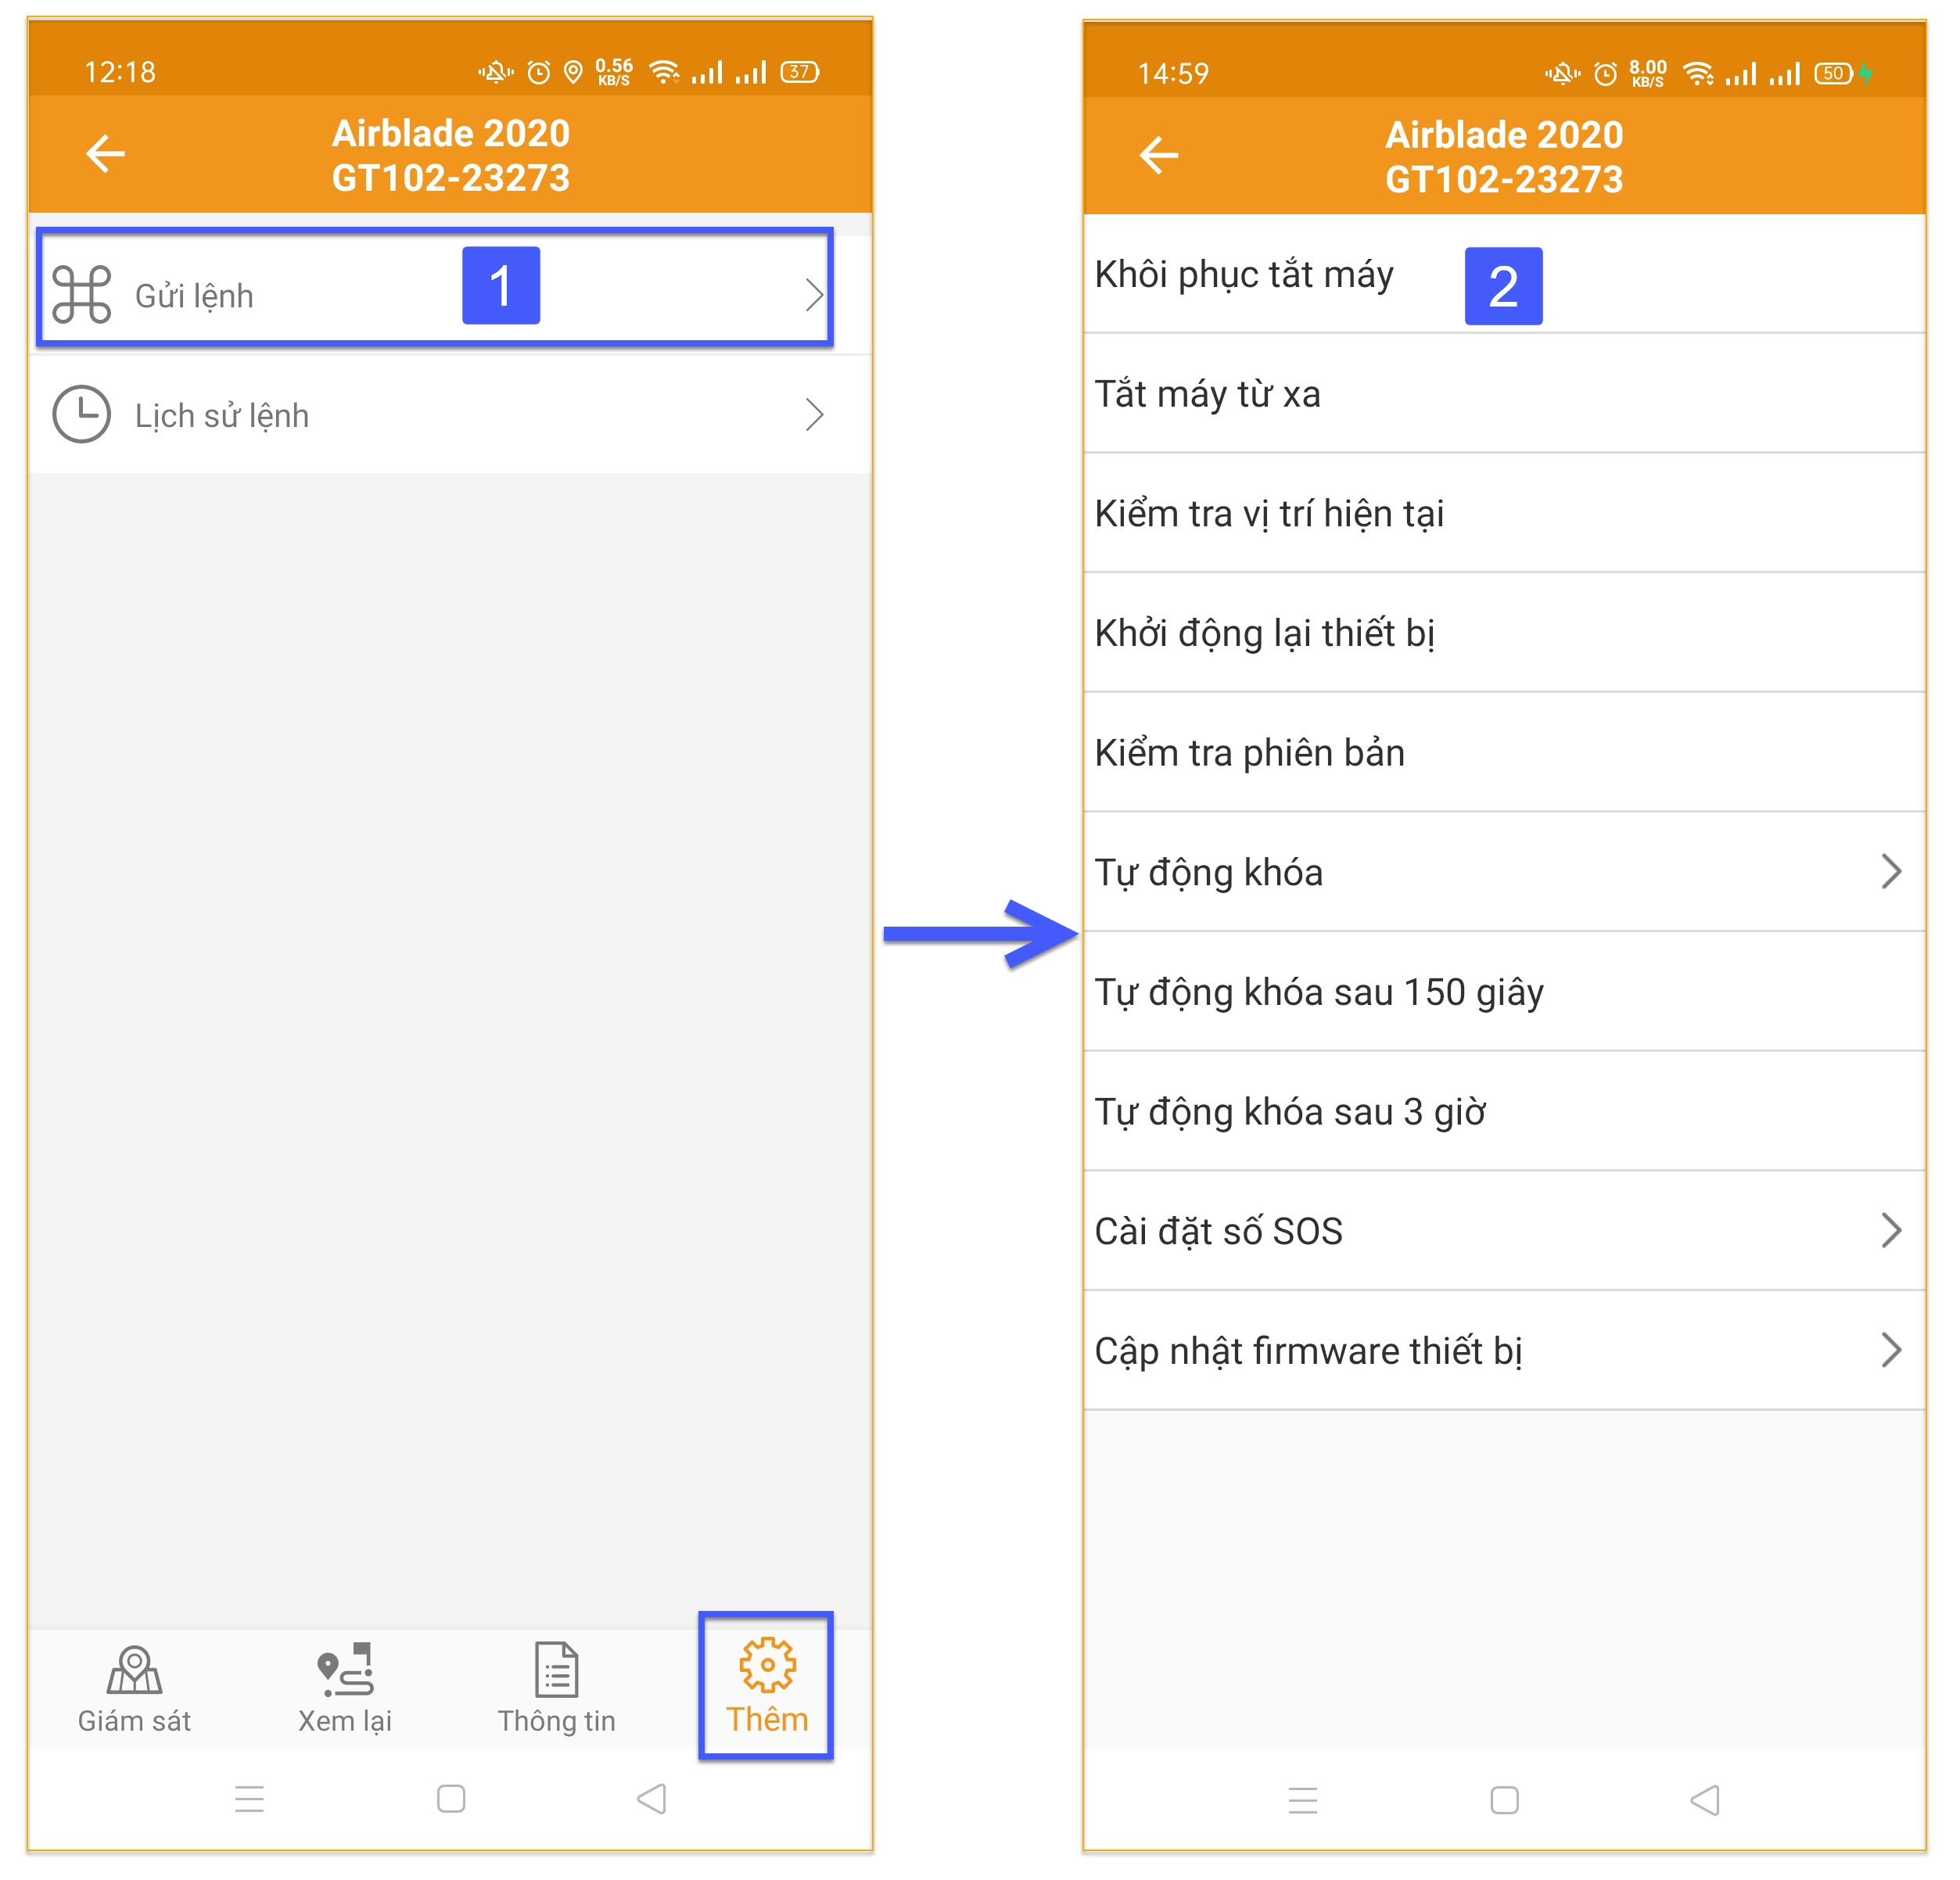 12:18
0.56
KB/S
37
Airblade 2020
GT102-23273
Gửi lệnh
1
Lịch sử lệnh
Giám sát
Xem lại
Thông tin
Thêm
14:59
8.00
KB/S
50
Airblade 2020
GT102-23273
Khôi phục tắt máy
2
Tắt máy từ xa
Kiểm tra vị trí hiện tại
Khởi động lại thiết bị
Kiểm tra phiên bản
Tự động khóa
Tự động khóa sau 150 giây
Tự động khóa sau 3 giờ
Cài đặt số SOS
Cập nhật firmware thiết bị